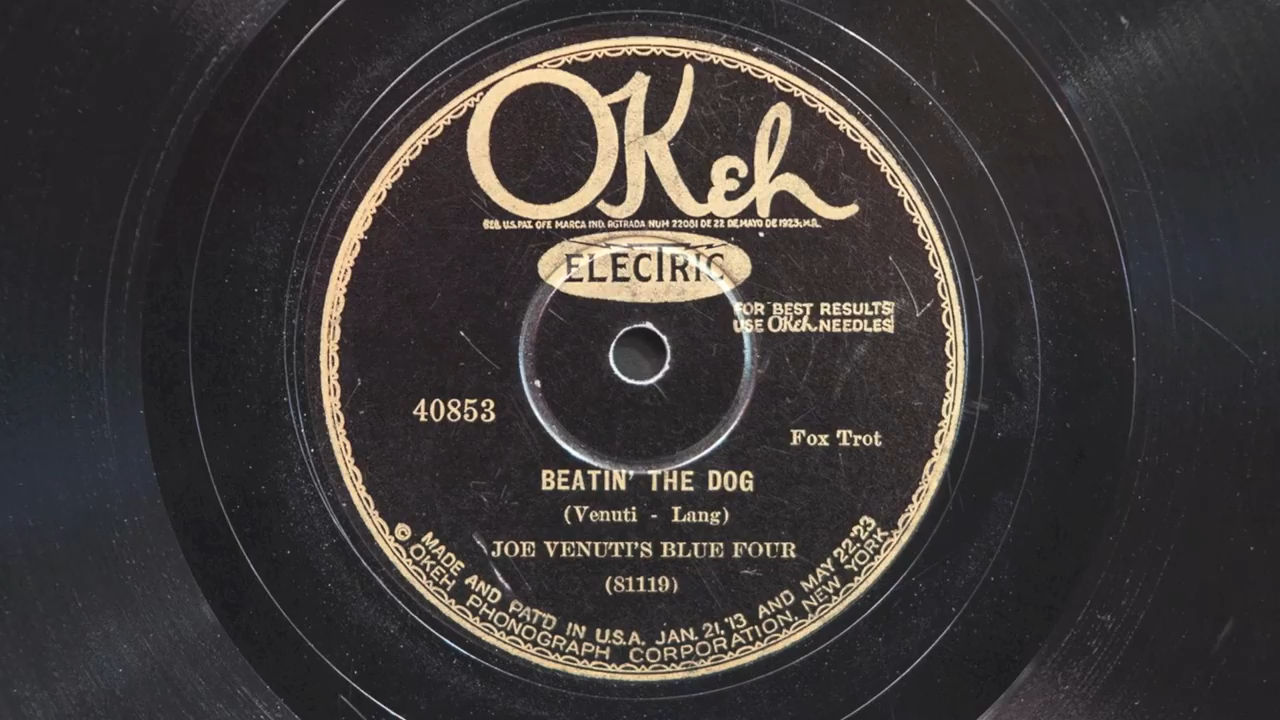 OKeh
REG. U.S. PAT. OFF. MARCA IND. RGTRADA NUM 22051 DE 22 DE MAYO DE 1923; M.R.
ELECTRIC
FOR BEST RESULTS
USE OKeh NEEDLES
40853
Fox Trot
BEATIN' THE DOG
(Venuti - Lang)
JOE VENUTI'S BLUE FOUR
(81119)
MADE AND PAT'D IN U.S.A. JAN. 21, '13 AND MAY 22 '23
© OKEH PHONOGRAPH CORPORATION, NEW YORK